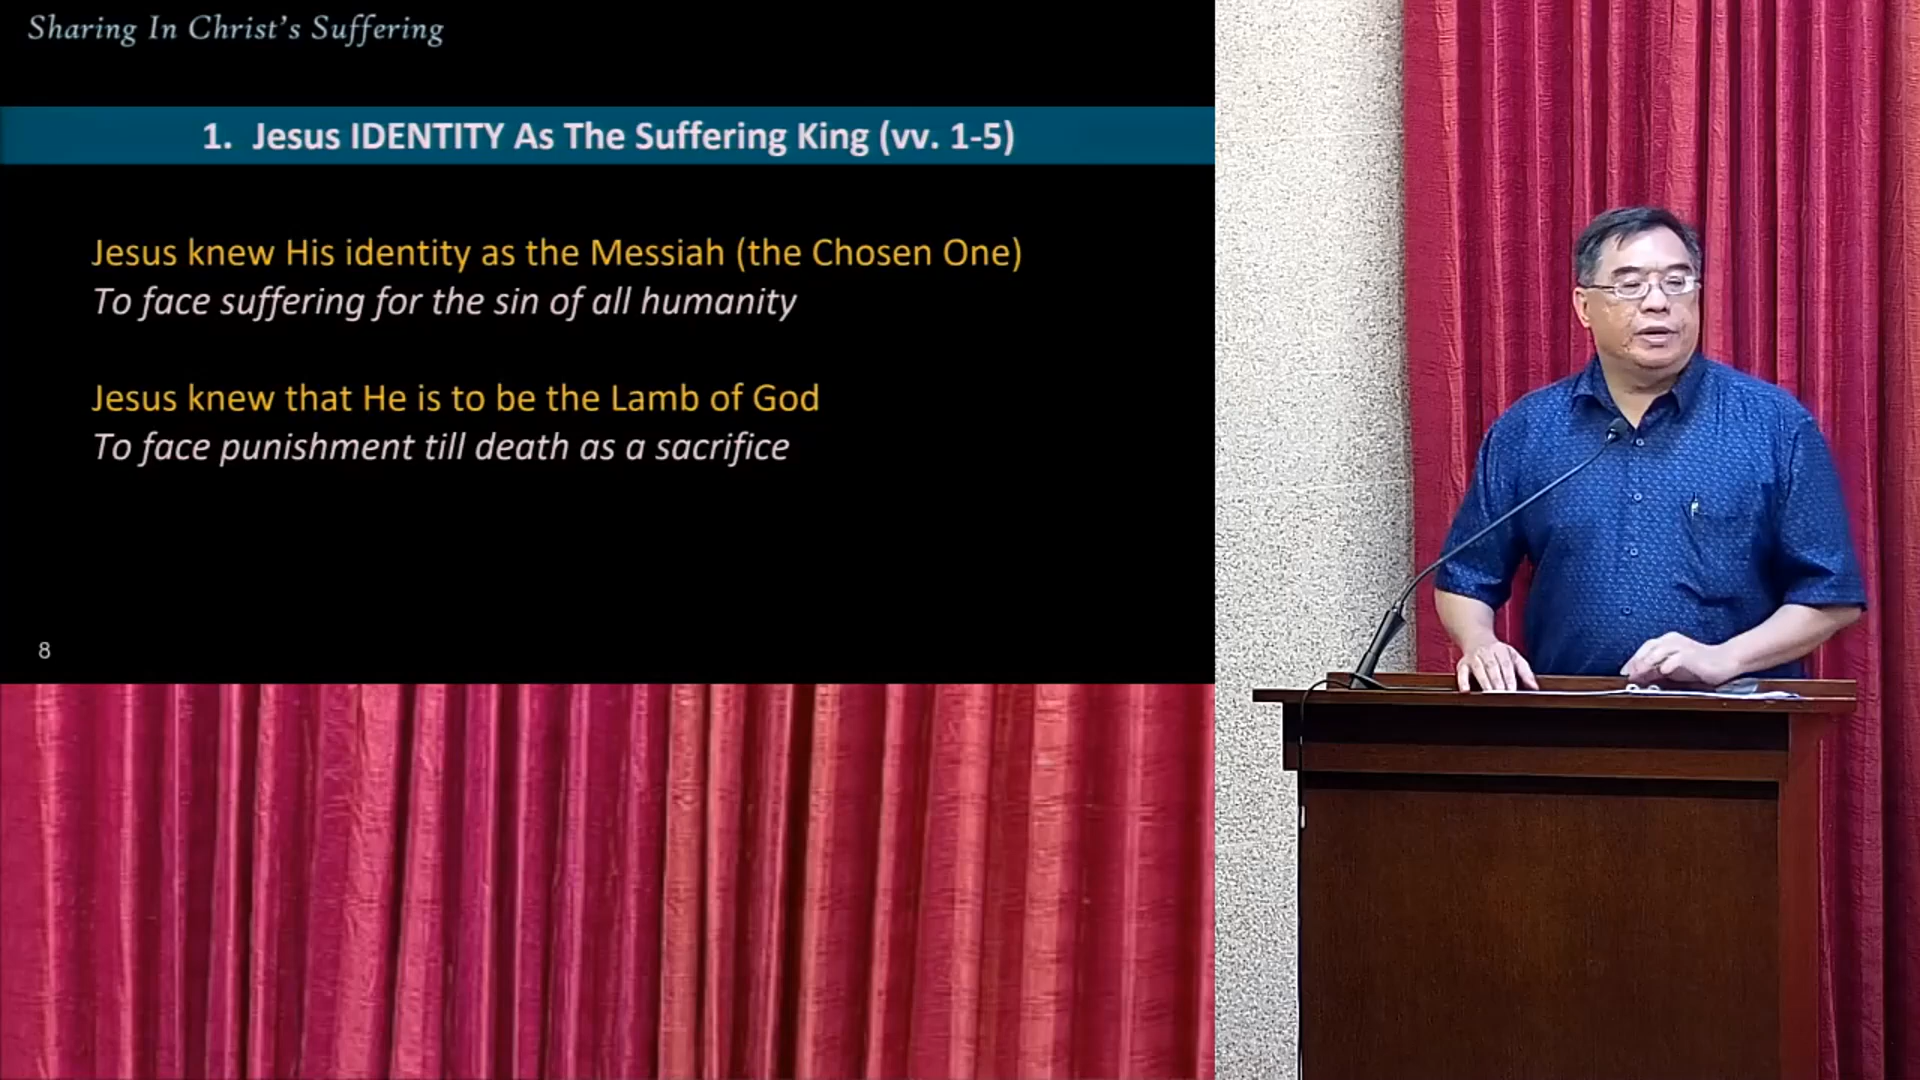 Sharing In Christ's Suffering
1. Jesus IDENTITY As The Suffering King (vv. 1-5)
Jesus knew His identity as the Messiah (the Chosen One)
To face suffering for the sin of all humanity
Jesus knew that He is to be the Lamb of God
To face punishment till death as a sacrifice
8